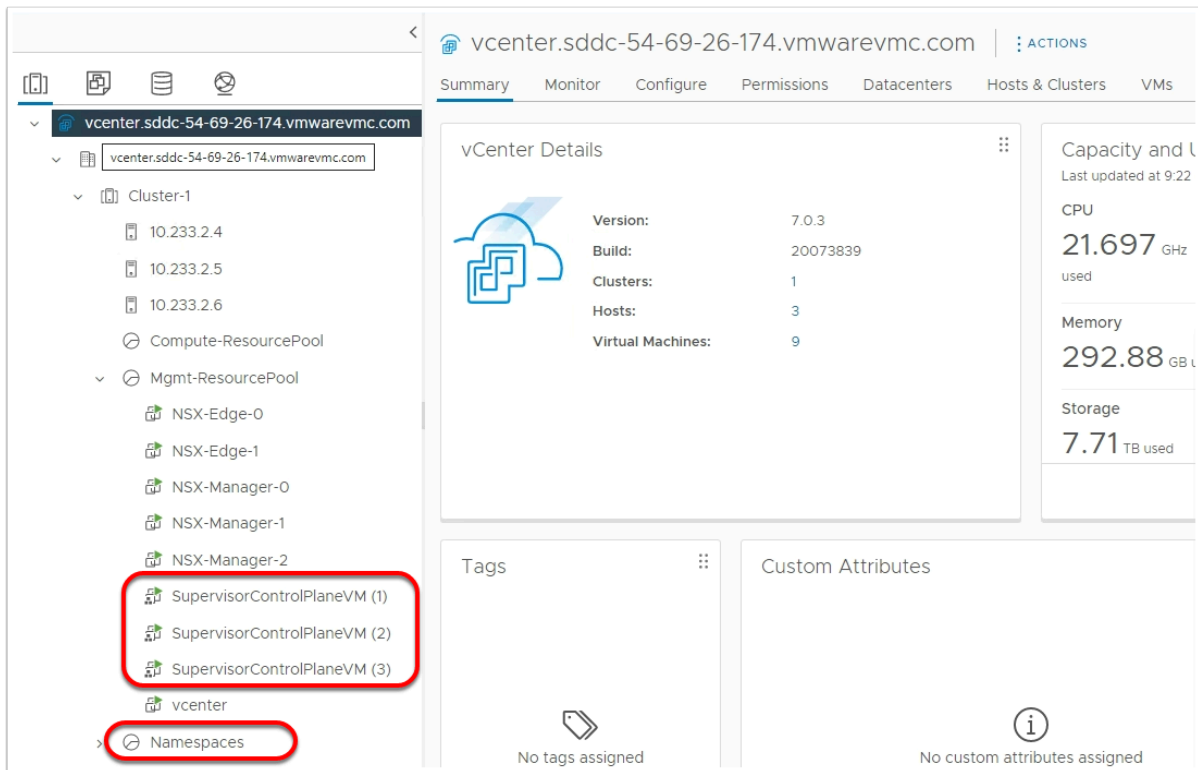 vcenter.sddc-54-69-26-174.vmwarevmc.com
ACTIONS
Summary Monitor Configure Permissions Datacenters Hosts & Clusters VMs
vcenter.sddc-54-69-26-174.vmwarevmc.com
vcenter.sddc-54-69-26-174.vmwarevmc.com
Cluster-1
10.233.2.4
10.233.2.5
10.233.2.6
Compute-ResourcePool
Mgmt-ResourcePool
NSX-Edge-0
NSX-Edge-1
NSX-Manager-0
NSX-Manager-1
NSX-Manager-2
SupervisorControlPlaneVM (1)
SupervisorControlPlaneVM (2)
SupervisorControlPlaneVM (3)
vcenter
Namespaces
vCenter Details
Version: 7.0.3
Build: 20073839
Clusters: 1
Hosts: 3
Virtual Machines: 9
Capacity and
Last updated at 9:22
CPU
21.697 GHz
used
Memory
292.88 GB
Storage
7.71 TB used
Tags
No tags assigned
Custom Attributes
No custom attributes assigned